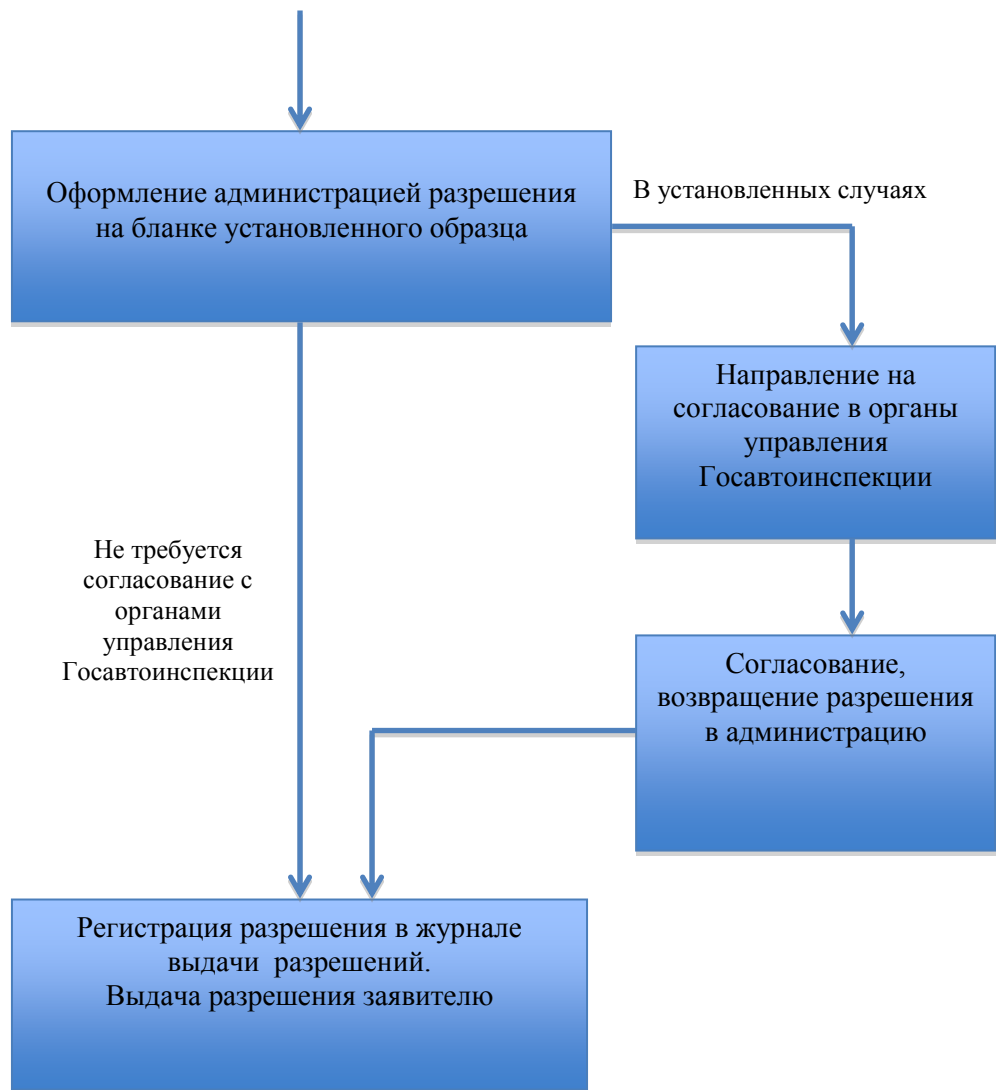 Оформление администрацией разрешения
на бланке установленного образца
В установленных случаях
Направление на
согласование в органы
управления
Госавтоинспекции
Не требуется
согласование с
органами
управления
Госавтоинспекции
Согласование,
возвращение разрешения
в администрацию
Регистрация разрешения в журнале
выдачи  разрешений.
Выдача разрешения заявителю